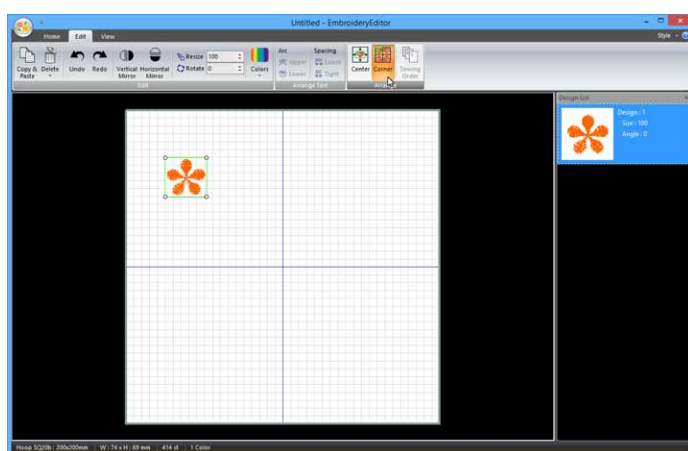 Untitled - EmbroideryEditor
Home Edit View
Style
Copy & Paste
Delete
Undo
Redo
Vertical Mirror
Horizontal Mirror
Resize 100
Rotate 0
Colors
Edit
Arc
Upper
Lower
Spacing
Loose
Tight
Arrange Text
Center
Corner
Sewing Order
Arrange
Design List
Design : 1
Size : 100
Angle : 0
Hoop SQ20b : 200x200mm W : 74 x H : 69 mm 414 st 1 Color